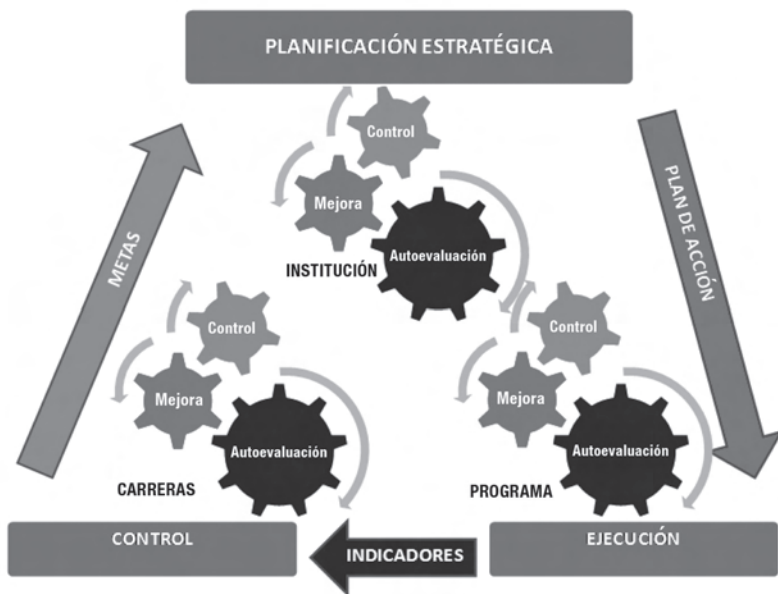 PLANIFICACIÓN ESTRATÉGICA
Control
Mejora
Autoevaluación
INSTITUCIÓN
METAS
PLAN DE ACCIÓN
Control
Mejora
Autoevaluación
CARRERAS
Control
Mejora
Autoevaluación
PROGRAMA
CONTROL
INDICADORES
EJECUCIÓN